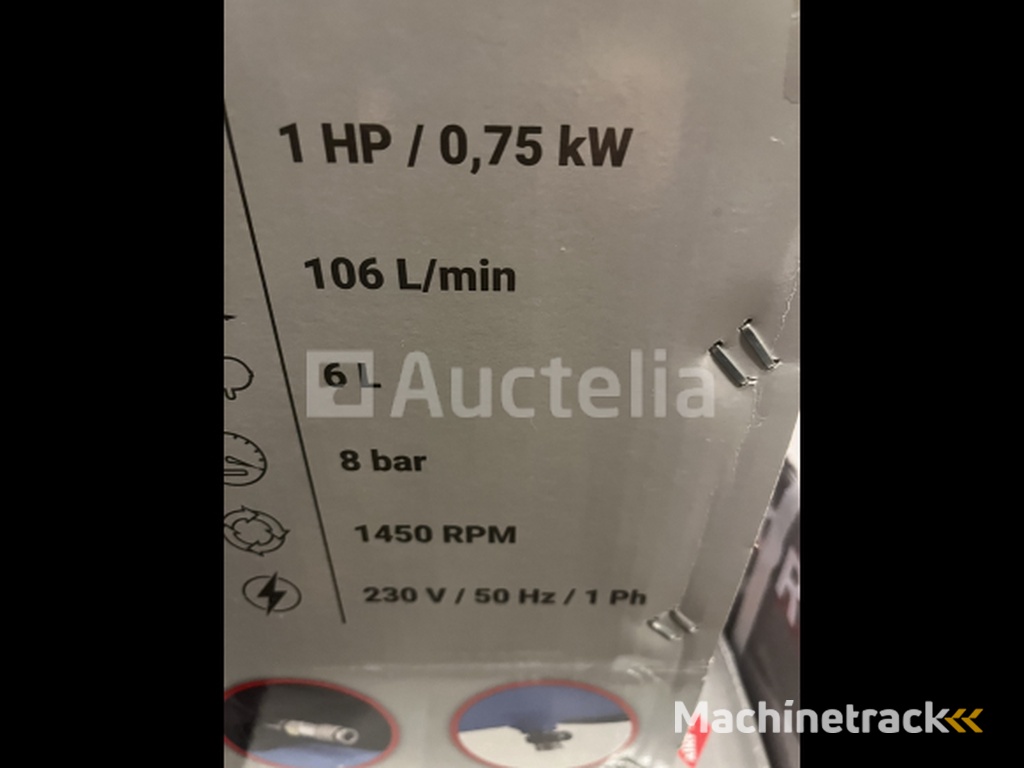 1 HP / 0,75 kW
106 L/min
6 L
Auctelia
8 bar
1450 RPM
230 V / 50 Hz / 1 Ph
R
Machinetrack